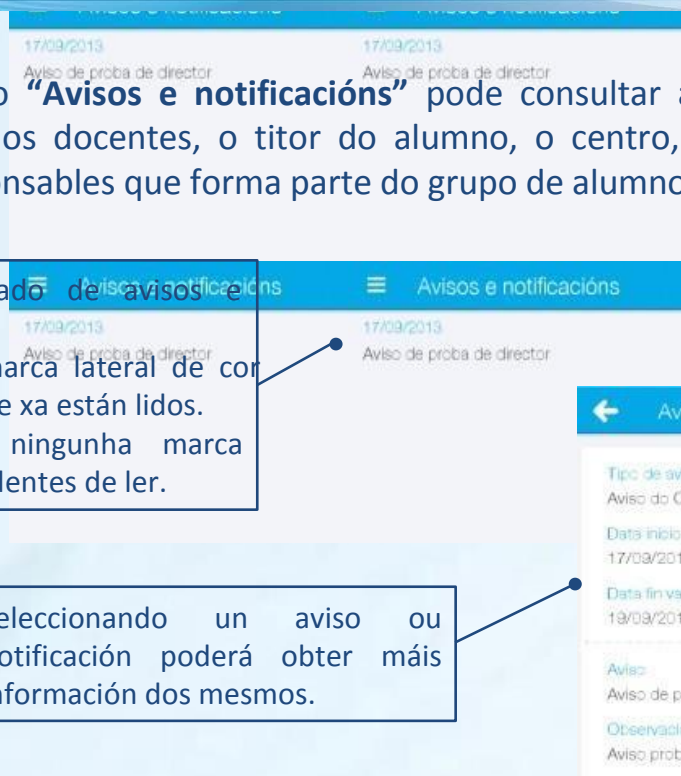 17/09/2013 17/09/2013
Aviso de proba de director Aviso de proba de director
o “Avisos e notificacións” pode consultar a
os docentes, o titor do alumno, o centro,
onsables que forma parte do grupo de alumno
Avisos e notificacións Avisos e notificacións
ado de avisos e
17/09/2013 17/09/2013
Aviso de proba de director Aviso de proba de director
marca lateral de cor
e xa están lidos.
ningunha marca
dentes de ler.
Av
Tipo de av
Aviso do C
Data inicio
17/09/201
Data fin va
19/09/201
Aviso
Aviso de p
Observaci
Aviso prob
eleccionando un aviso ou
otificación poderá obter máis
nformación dos mesmos.